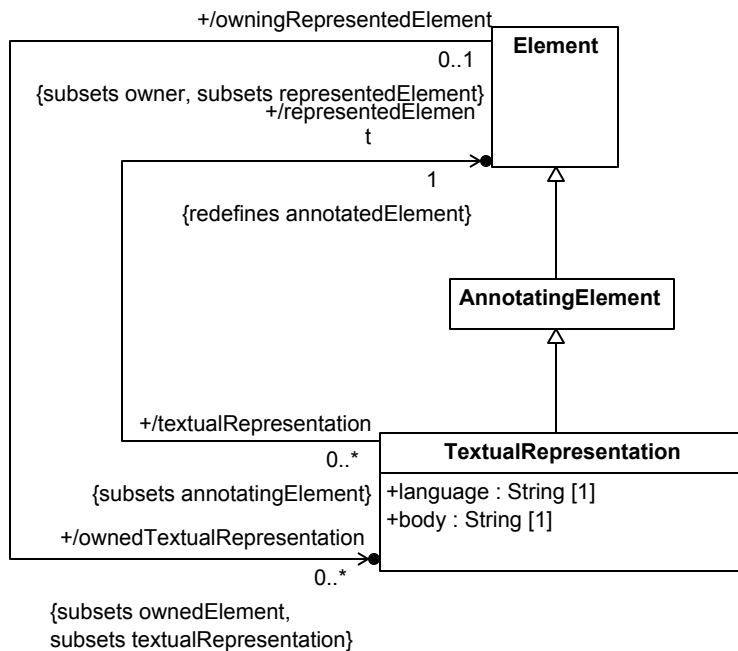 +/owningRepresentedElement
Element
0..1
{subsets owner, subsets representedElement}
+/representedElemen
t
1
{redefines annotatedElement}
AnnotatingElement
+/textualRepresentation
TextualRepresentation
0..*
{subsets annotatingElement}
+language : String [1]
+body : String [1]
+/ownedTextualRepresentation
0..*
{subsets ownedElement,
subsets textualRepresentation}